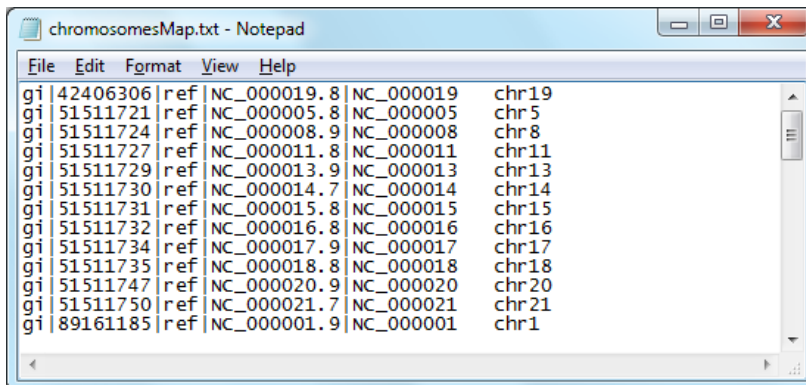 chromosomesMap.txt - Notepad
File Edit Format View Help
gi|42406306|ref|NC_000019.8|NC_000019 chr19
gi|51511721|ref|NC_000005.8|NC_000005 chr5
gi|51511724|ref|NC_000008.9|NC_000008 chr8
gi|51511727|ref|NC_000011.8|NC_000011 chr11
gi|51511729|ref|NC_000013.9|NC_000013 chr13
gi|51511730|ref|NC_000014.7|NC_000014 chr14
gi|51511731|ref|NC_000015.8|NC_000015 chr15
gi|51511732|ref|NC_000016.8|NC_000016 chr16
gi|51511734|ref|NC_000017.9|NC_000017 chr17
gi|51511735|ref|NC_000018.8|NC_000018 chr18
gi|51511747|ref|NC_000020.9|NC_000020 chr20
gi|51511750|ref|NC_000021.7|NC_000021 chr21
gi|89161185|ref|NC_000001.9|NC_000001 chr1